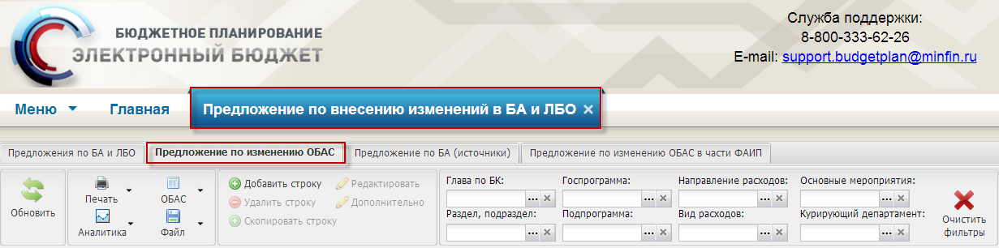 БЮДЖЕТНОЕ ПЛАНИРОВАНИЕ
ЭЛЕКТРОННЫЙ БЮДЖЕТ
Служба поддержки:
8-800-333-62-26
E-mail: support.budgetplan@minfin.ru
Меню Главная Предложение по внесению изменений в БА и ЛБО
Предложения по БА и ЛБО Предложение по изменению ОБАС Предложение по БА (источники) Предложение по изменению ОБАС в части ФАИП
Обновить
Печать ОБАС
Аналитика Файл
Добавить строку Редактировать
Удалить строку Дополнительно
Скопировать строку
Глава по БК: Госпрограмма: Направление расходов: Основные мероприятия:
Раздел, подраздел: Подпрограмма: Вид расходов: Курирующий департамент:
Очистить
фильтры